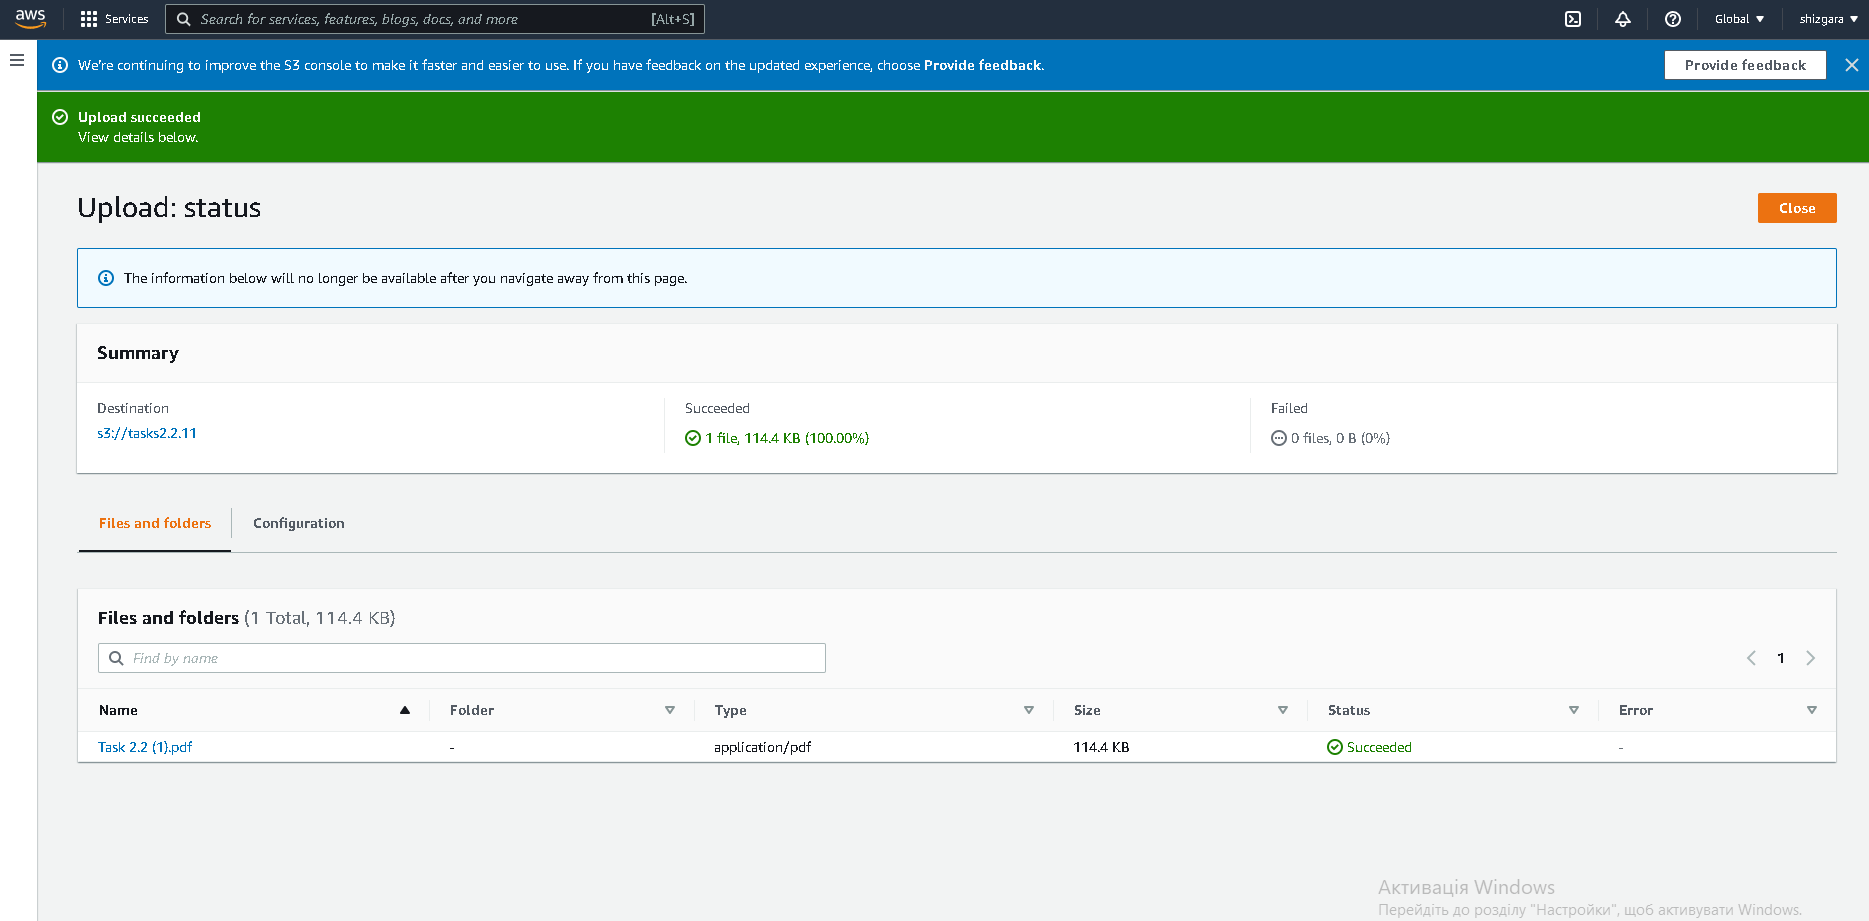 aws
Services
Search for services, features, blogs, docs, and more
[Alt+S]
Global ▼
shizgara ▼
We're continuing to improve the S3 console to make it faster and easier to use. If you have feedback on the updated experience, choose Provide feedback.
Provide feedback
Upload succeeded
View details below.
Upload: status
Close
The information below will no longer be available after you navigate away from this page.
Summary
Destination
s3://tasks2.2.11
Succeeded
1 file, 114.4 KB (100.00%)
Failed
0 files, 0 B (0%)
Files and folders
Configuration
Files and folders (1 Total, 114.4 KB)
Find by name
1
Name Folder Type Size Status Error
Task 2.2 (1).pdf - application/pdf 114.4 KB Succeeded -
Активація Windows
Перейдіть до розділу "Настройки", щоб активувати Windows.